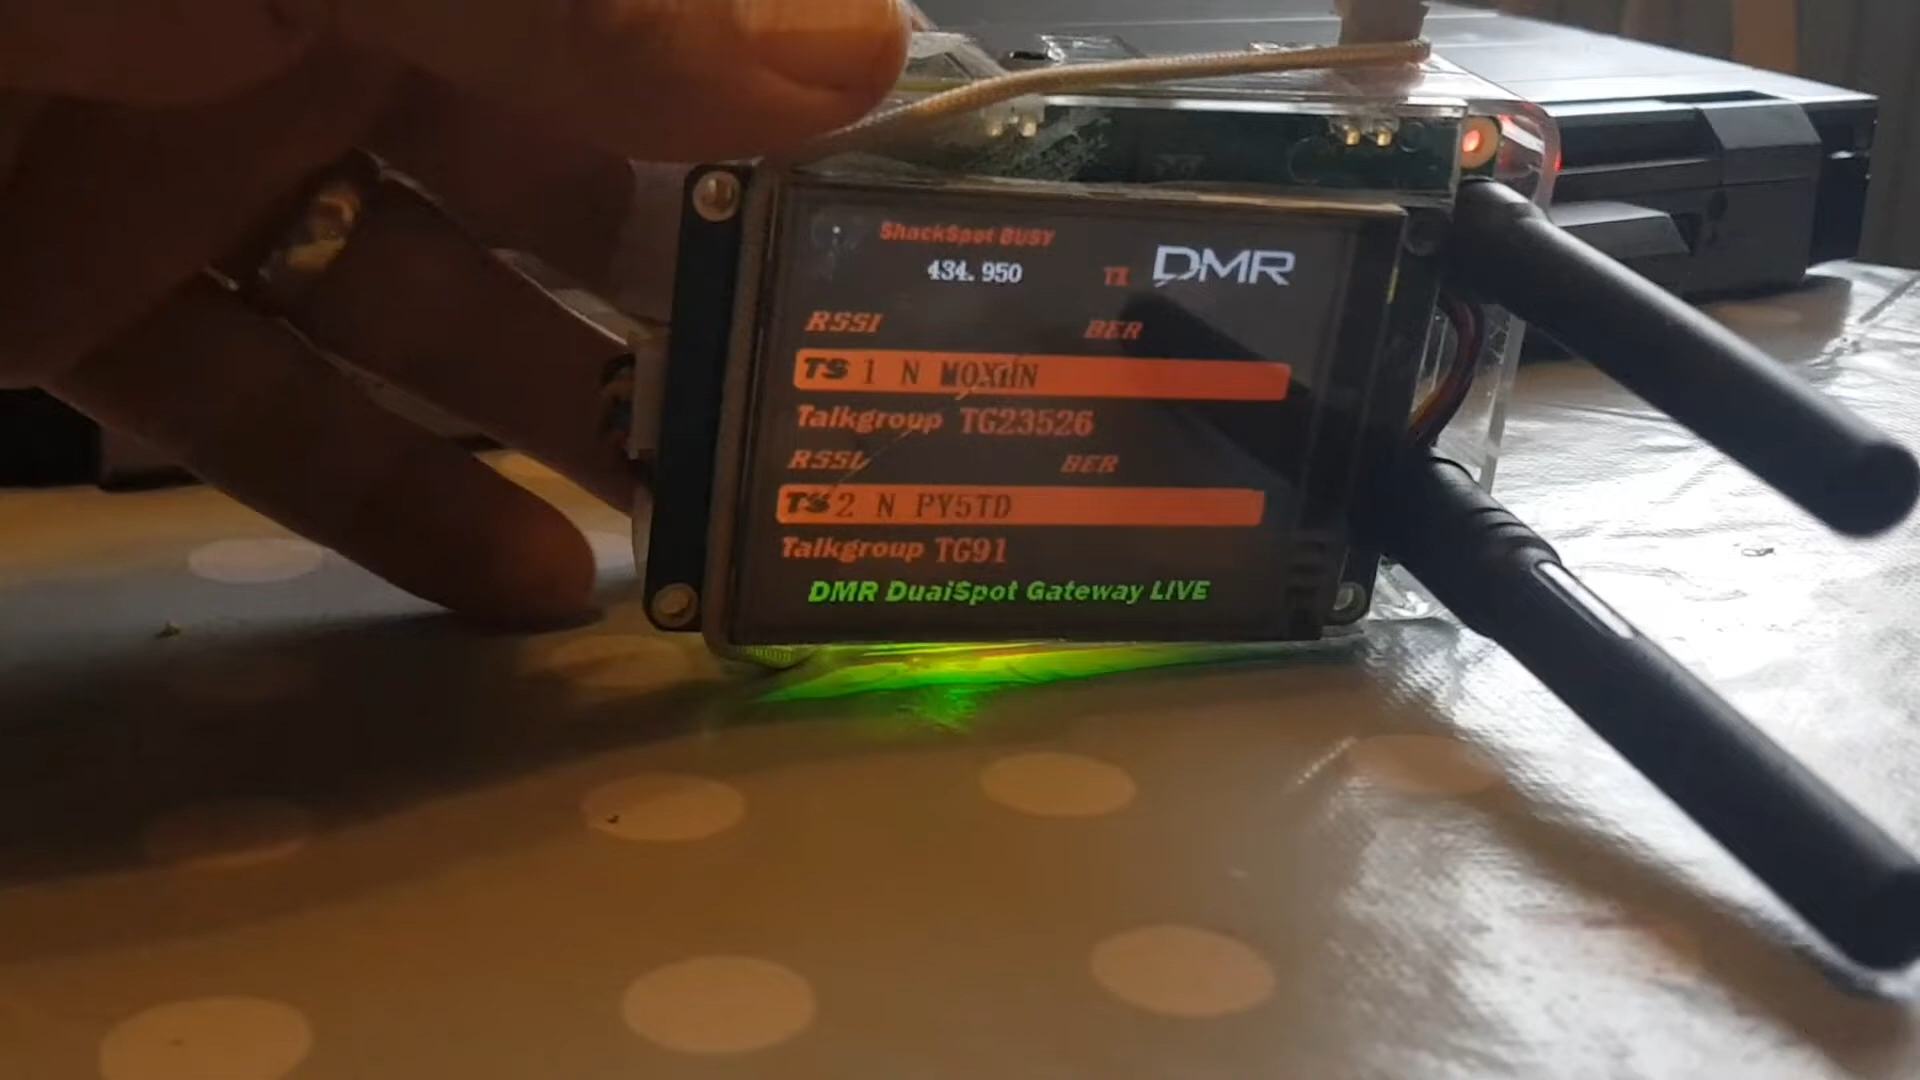 ShackSpot BUSY
434.950 TX DMR
RSSI BER
TS 1 N
Talkgroup TG23526
RSSI BER
TS 2 N PY5TD
Talkgroup TG91
DMR DualSpot Gateway LIVE